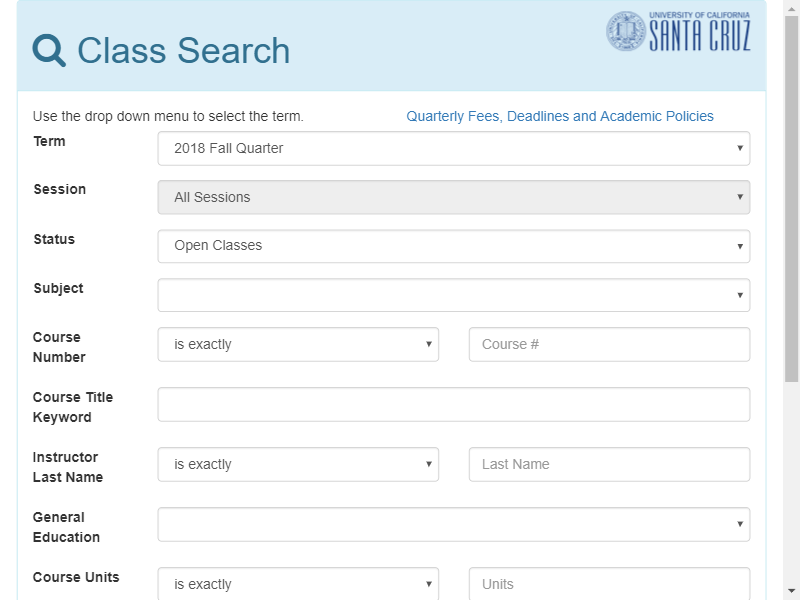 Class Search
UNIVERSITY OF CALIFORNIA
SANTA CRUZ
Use the drop down menu to select the term.
Quarterly Fees, Deadlines and Academic Policies
Term
2018 Fall Quarter
Session
All Sessions
Status
Open Classes
Subject
Course
Number
is exactly
Course #
Course Title
Keyword
Instructor
Last Name
is exactly
Last Name
General
Education
Course Units
is exactly
Units